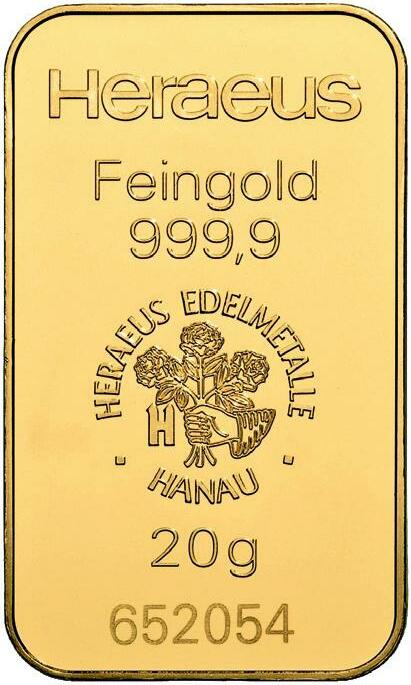 Heraeus
Feingold
999,9
HERAEUS EDELMETALLE
H
HANAU
20g
652054